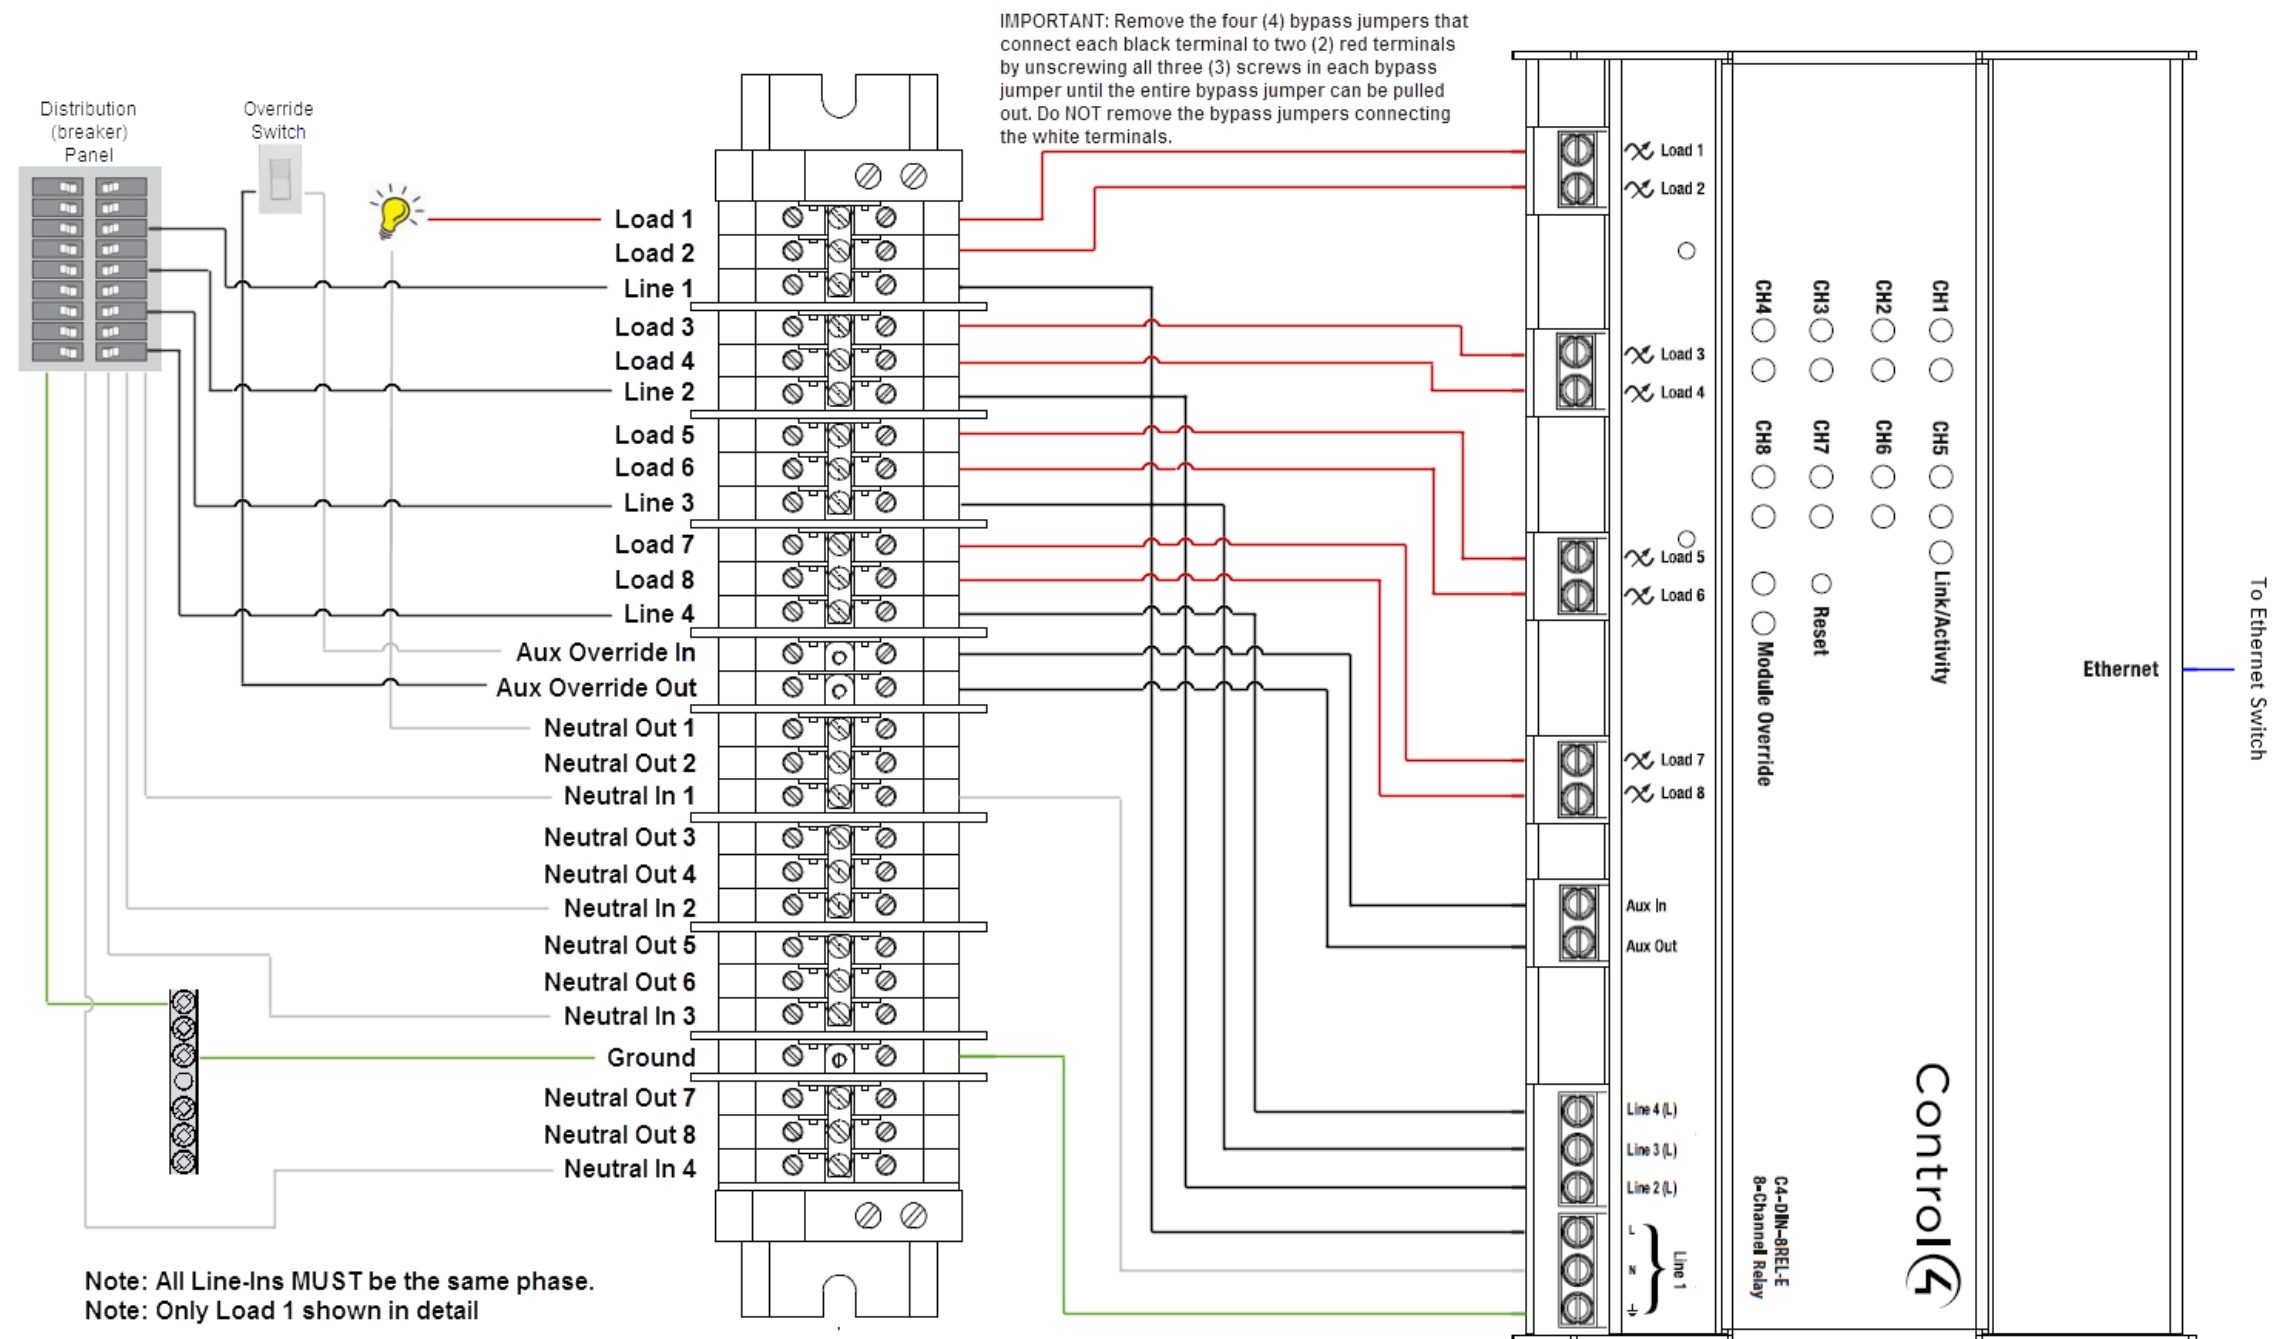 IMPORTANT: Remove the four (4) bypass jumpers that
connect each black terminal to two (2) red terminals
by unscrewing all three (3) screws in each bypass
jumper until the entire bypass jumper can be pulled
out. Do NOT remove the bypass jumpers connecting
the white terminals.
Distribution
(breaker)
Panel
Override
Switch
Load 1
Load 2
Line 1
Load 3
Load 4
Line 2
Load 5
Load 6
Line 3
Load 7
Load 8
Line 4
Aux Override In
Aux Override Out
Neutral Out 1
Neutral Out 2
Neutral In 1
Neutral Out 3
Neutral Out 4
Neutral In 2
Neutral Out 5
Neutral Out 6
Neutral In 3
Ground
Neutral Out 7
Neutral Out 8
Neutral In 4
Note: All Line-Ins MUST be the same phase.
Note: Only Load 1 shown in detail
Load 1
Load 2
Load 3
Load 4
Load 5
Load 6
Load 7
Load 8
Aux In
Aux Out
Line 4 (L)
Line 3 (L)
Line 2 (L)
L
N
Line 1
CH4
CH3
CH2
CH1
CH8
CH7
CH6
CH5
Link/Activity
Reset
Module Override
Ethernet
To Ethernet Switch
Control4
C4-DIN-8REL-E
8-Channel Relay